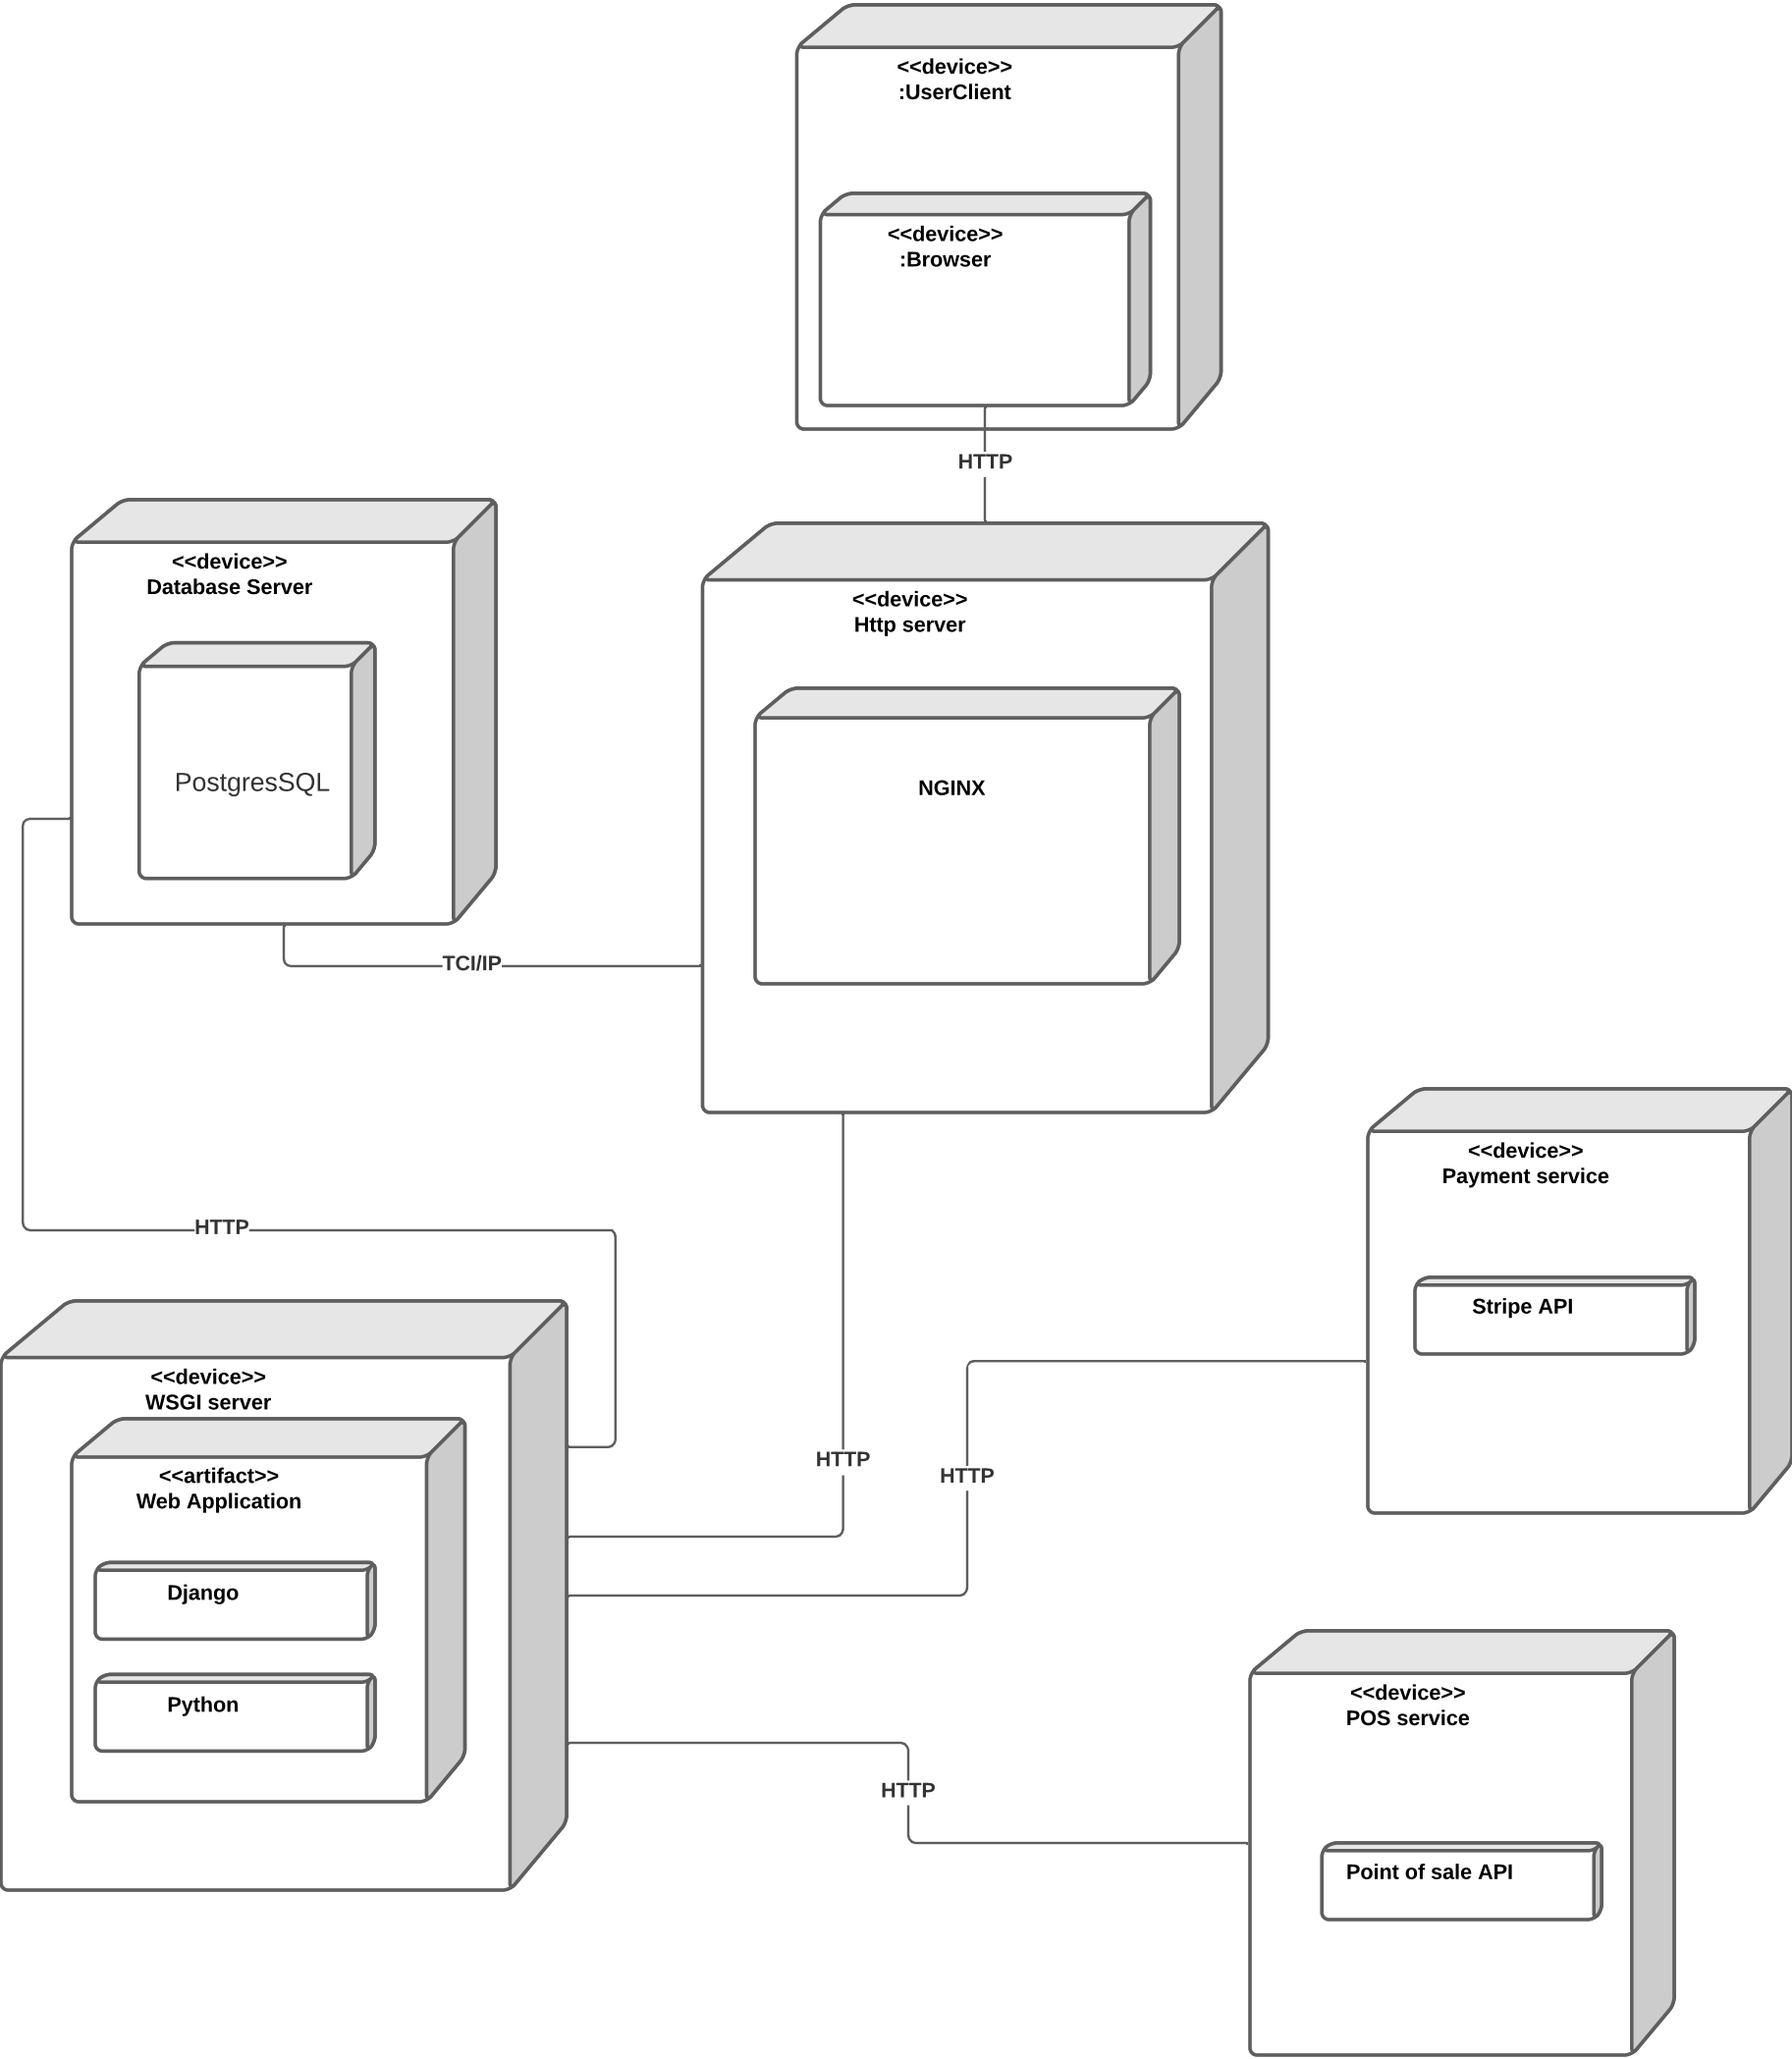 <<device>>
:UserClient
<<device>>
:Browser
HTTP
<<device>>
Database Server
PostgresSQL
<<device>>
Http server
NGINX
TCI/IP
HTTP
<<device>>
Payment service
Stripe API
<<device>>
WSGI server
<<artifact>>
Web Application
Django
Python
HTTP
HTTP
HTTP
<<device>>
POS service
Point of sale API